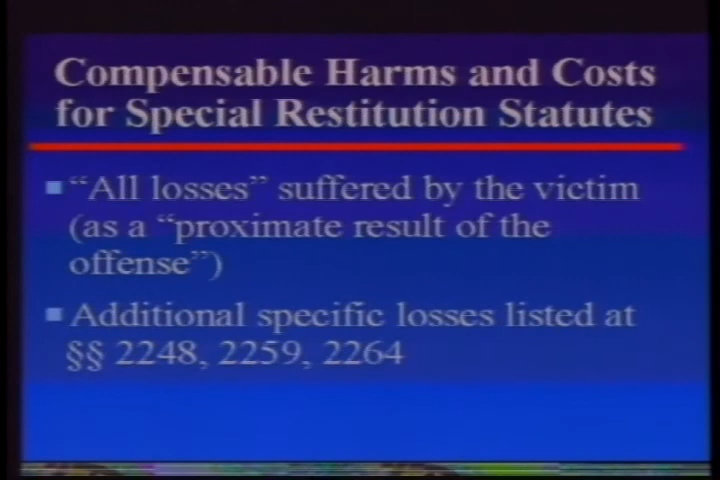 Compensable Harms and Costs
for Special Restitution Statutes
“All losses” suffered by the victim
(as a “proximate result of the
offense”)
Additional specific losses listed at
§§ 2248, 2259, 2264